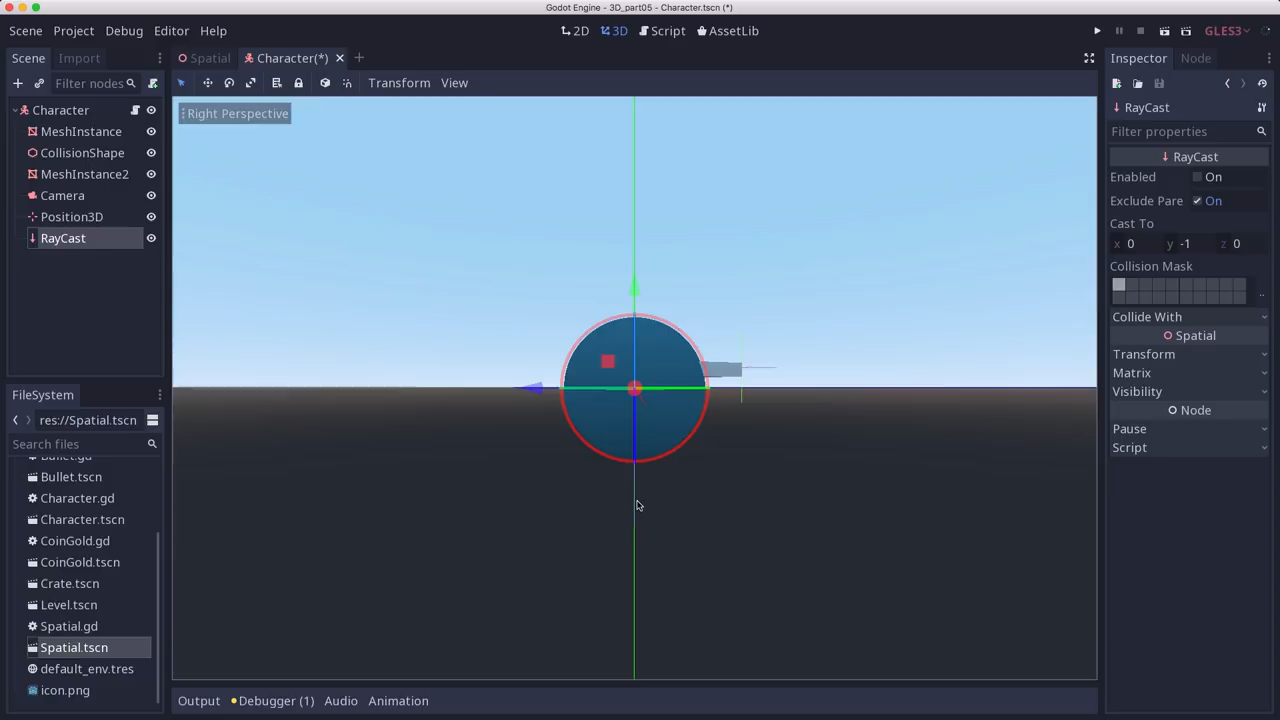 Godot Engine - 3D_part05 - Character.tscn (*)
Scene Project Debug Editor Help
2D 3D Script AssetLib
GLES3
Scene Import
Spatial Character(*)
Inspector Node
Filter nodes
Transform View
Right Perspective
Character
MeshInstance
CollisionShape
MeshInstance2
Camera
Position3D
RayCast
RayCast
Filter properties
RayCast
Enabled On
Exclude Pare On
Cast To
x 0 y -1 z 0
Collision Mask
..
Collide With
Spatial
Transform
Matrix
Visibility
Node
Pause
Script
FileSystem
res://Spatial.tscn
Search files
Bullet.gd
Bullet.tscn
Character.gd
Character.tscn
CoinGold.gd
CoinGold.tscn
Crate.tscn
Level.tscn
Spatial.gd
Spatial.tscn
default_env.tres
icon.png
Output Debugger (1) Audio Animation